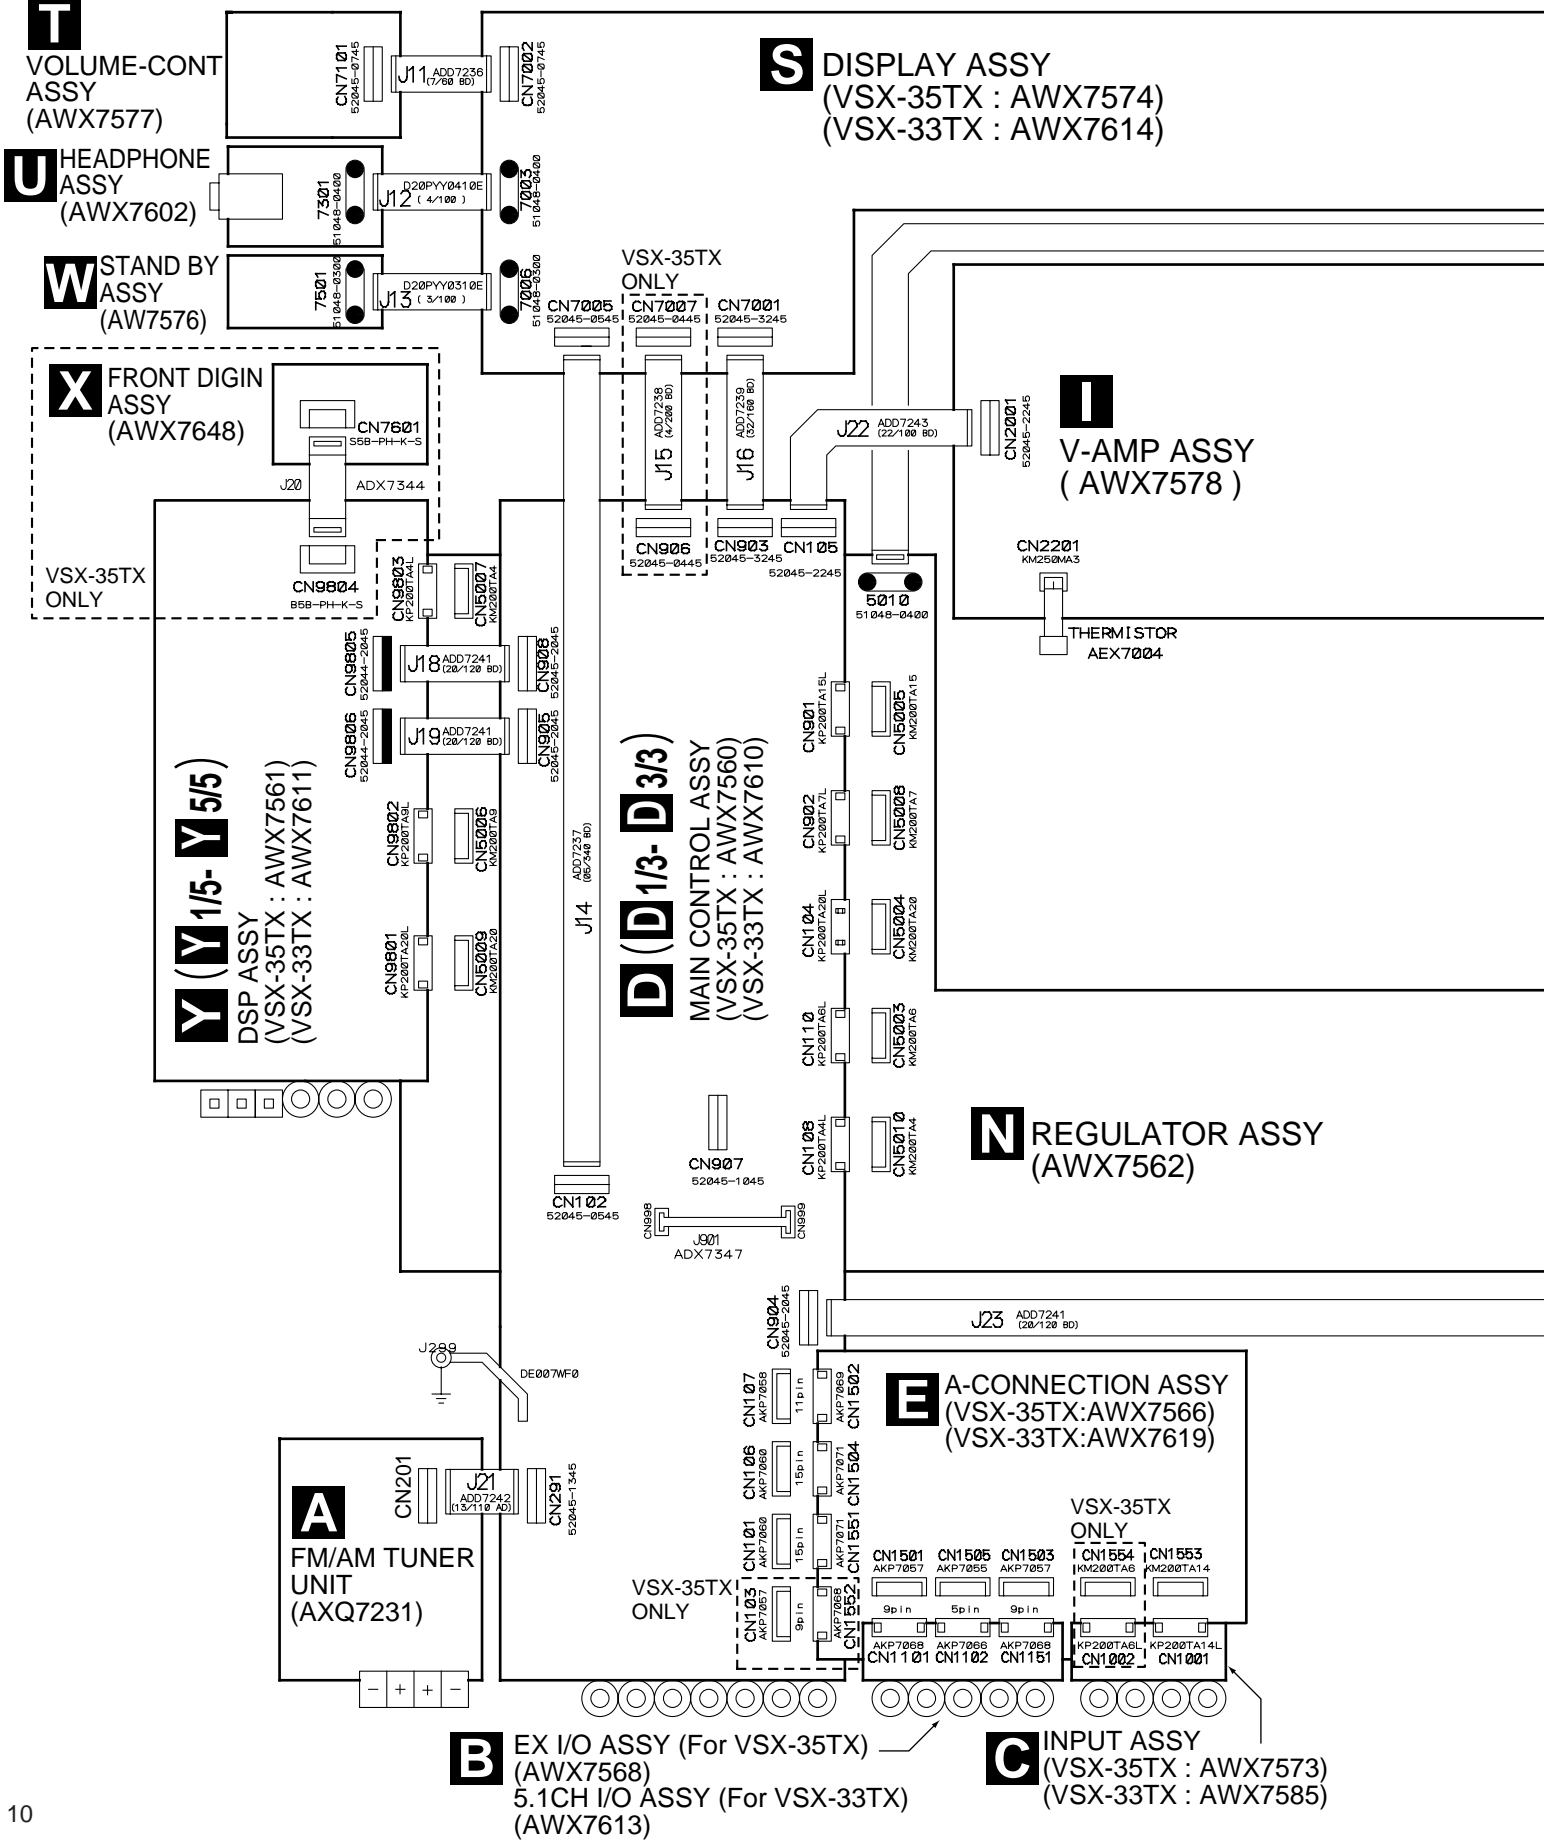 T
VOLUME-CONT
ASSY
(AWX7577)
CN7101
52045-0745
J11 ADD7236
(7/60 BD)
CN7002
52045-0745
S DISPLAY ASSY
(VSX-35TX : AWX7574)
(VSX-33TX : AWX7614)
U HEADPHONE
ASSY
(AWX7602)
7301
51048-0400
D20PYY0410E
J12 ( 4/100 )
7003
51048-0400
W STAND BY
ASSY
(AW7576)
7501
51048-0300
D20PYY0310E
J13 ( 3/100 )
7006
51048-0300
CN7005
52045-0545
VSX-35TX
ONLY
CN7007
52045-0445
CN7001
52045-3245
X FRONT DIGIN
ASSY
(AWX7648)
CN7601
S5B-PH-K-S
J20
ADX7344
VSX-35TX
ONLY
CN9804
B5B-PH-K-S
J15 ADD7238
(4/200 BD)
J16 ADD7239
(32/160 BD)
J22 ADD7243
(22/100 BD)
CN2001
52045-2245
I
V-AMP ASSY
( AWX7578 )
CN906
52045-0445
CN903
52045-3245
CN105
52045-2245
5010
51048-0400
CN2201
KM250MA3
THERMISTOR
AEX7004
CN9803
KP200TA4L
CN5007
KM200TA4
CN9805
52044-2045
J18 ADD7241
(20/120 BD)
CN908
52045-2045
CN9806
52044-2045
J19 ADD7241
(20/120 BD)
CN905
52045-2045
CN9802
KP200TA9L
CN5006
KM200TA9
CN9801
KP200TA20L
CN5009
KM200TA20
Y ( Y 1/5- Y 5/5)
DSP ASSY
(VSX-35TX : AWX7561)
(VSX-33TX : AWX7611)
J14
ADD7237
(05/340 BD)
D ( D 1/3- D 3/3)
MAIN CONTROL ASSY
(VSX-35TX : AWX7560)
(VSX-33TX : AWX7610)
CN901
KP200TA15L
CN5005
KM200TA15
CN902
KP200TA7L
CN5008
KM200TA7
CN104
KP200TA20L
CN5004
KM200TA20
CN110
KP200TA6L
CN5003
KM200TA6
CN108
KP200TA4L
CN5010
KM200TA4
N REGULATOR ASSY
(AWX7562)
CN907
52045-1045
CN102
52045-0545
CN998
J901
ADX7347
CN999
CN904
52045-2045
J23 ADD7241
(20/120 BD)
J299
DE007WF0
CN107
AKP7058
11pin
AKP7069
CN1502
CN106
AKP7060
15pin
AKP7071
CN1504
CN101
AKP7060
15pin
AKP7071
CN1551
VSX-35TX
ONLY
CN103
AKP7057
9pin
AKP7068
CN1552
E A-CONNECTION ASSY
(VSX-35TX:AWX7566)
(VSX-33TX:AWX7619)
A
FM/AM TUNER
UNIT
(AXQ7231)
CN201
J21
ADD7242
(13/110 AD)
CN291
52045-1345
− + + −
VSX-35TX
ONLY
CN1501
AKP7057
CN1505
AKP7055
CN1503
AKP7057
CN1554
KM200TA6
CN1553
KM200TA14
9pin 5pin 9pin
AKP7068
CN1101
AKP7066
CN1102
AKP7068
CN1151
KP200TA6L
CN1002
KP200TA14L
CN1001
B EX I/O ASSY (For VSX-35TX)
(AWX7568)
5.1CH I/O ASSY (For VSX-33TX)
(AWX7613)
C INPUT ASSY
(VSX-35TX : AWX7573)
(VSX-33TX : AWX7585)
10